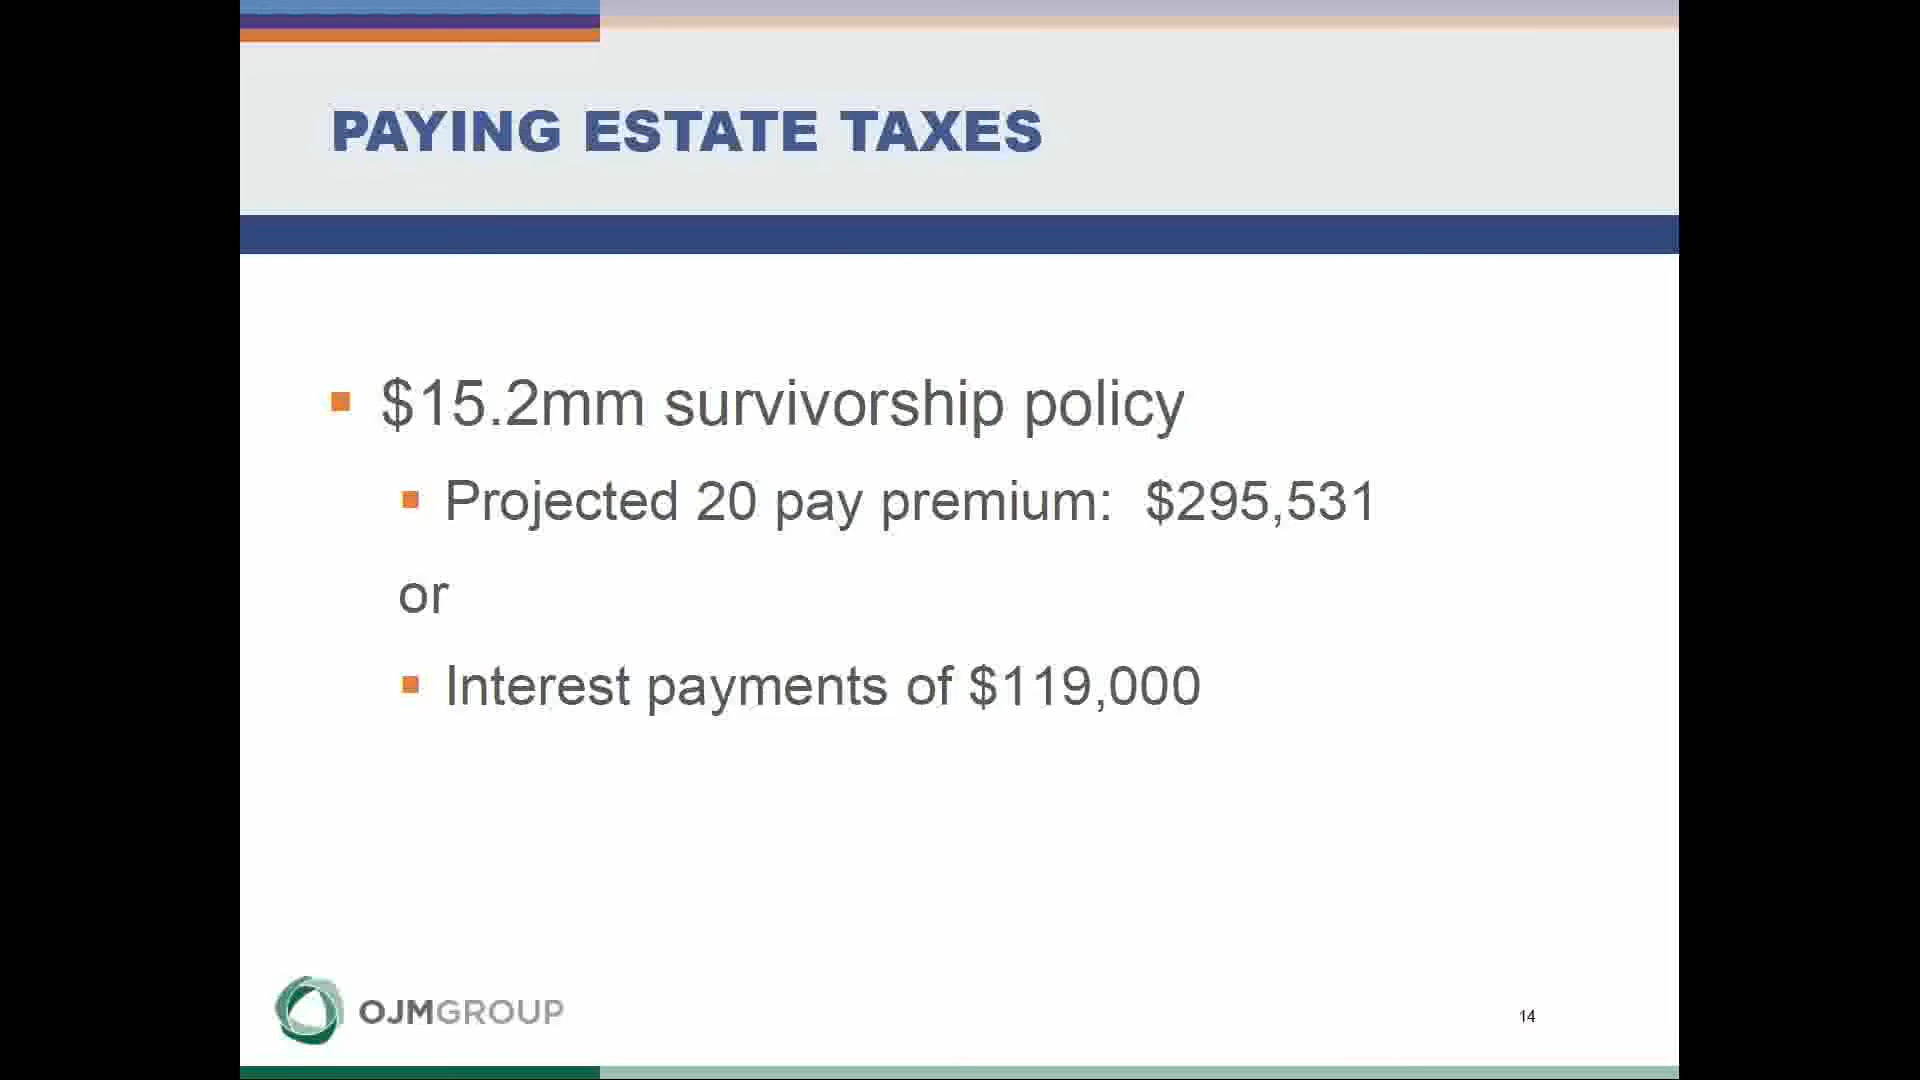 PAYING ESTATE TAXES
$15.2mm survivorship policy
Projected 20 pay premium: $295,531
or
Interest payments of $119,000
OJMGROUP
14